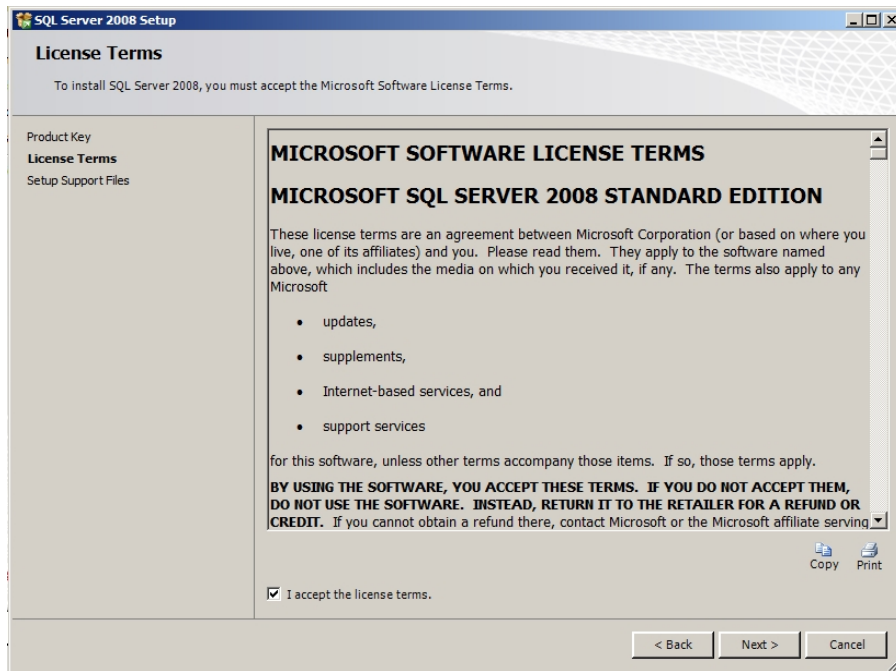 SQL Server 2008 Setup
License Terms
To install SQL Server 2008, you must accept the Microsoft Software License Terms.
Product Key
License Terms
Setup Support Files
MICROSOFT SOFTWARE LICENSE TERMS
MICROSOFT SQL SERVER 2008 STANDARD EDITION
These license terms are an agreement between Microsoft Corporation (or based on where you
live, one of its affiliates) and you.  Please read them.  They apply to the software named
above, which includes the media on which you received it, if any.  The terms also apply to any
Microsoft
• updates,
• supplements,
• Internet-based services, and
• support services
for this software, unless other terms accompany those items.  If so, those terms apply.
BY USING THE SOFTWARE, YOU ACCEPT THESE TERMS.  IF YOU DO NOT ACCEPT THEM,
DO NOT USE THE SOFTWARE.  INSTEAD, RETURN IT TO THE RETAILER FOR A REFUND OR
CREDIT.  If you cannot obtain a refund there, contact Microsoft or the Microsoft affiliate serving
Copy Print
I accept the license terms.
< Back Next > Cancel